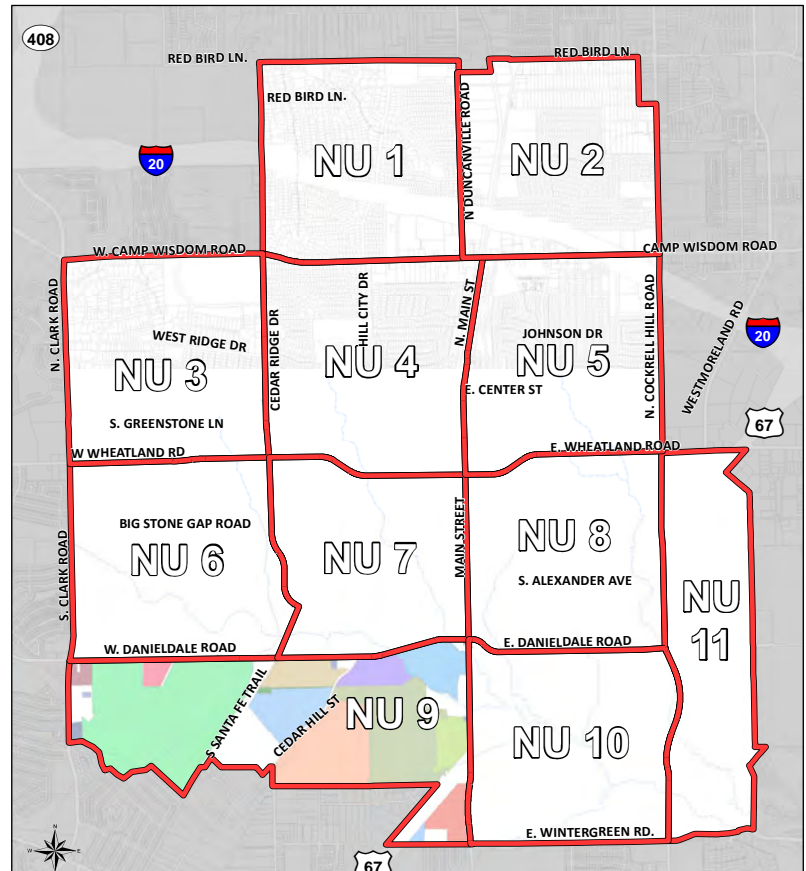 408
RED BIRD LN.
RED BIRD LN
RED BIRD LN.
N DUNCANVILLE ROAD
NU 1
NU 2
20
W. CAMP WISDOM ROAD
CAMP WISDOM ROAD
N. CLARK ROAD
WEST RIDGE DR
CEDAR RIDGE DR
HILL CITY DR
N. MAIN ST
JOHNSON DR
N. COCKRELL HILL ROAD
WESTMORELAND RD
20
NU 3
NU 4
NU 5
E. CENTER ST
S. GREENSTONE LN
67
W WHEATLAND RD
E. WHEATLAND ROAD
BIG STONE GAP ROAD
MAIN STREET
S. CLARK ROAD
NU 6
NU 7
NU 8
S. ALEXANDER AVE
NU
11
W. DANIELDALE ROAD
E. DANIELDALE ROAD
S SANTA FE TRAIL
CEDAR HILL ST
NU 9
NU 10
E. WINTERGREEN RD.
N
W
E
S
67